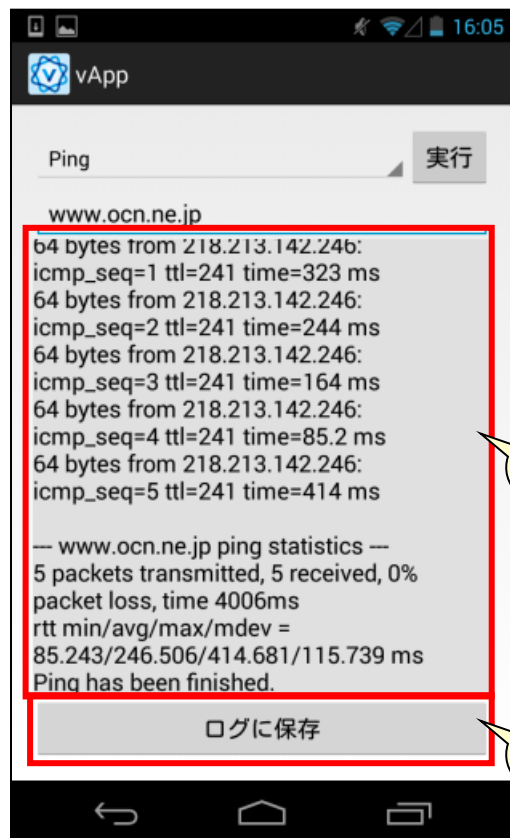 16:05
vApp
Ping
実行
www.ocn.ne.jp
64 bytes from 218.213.142.246:
icmp_seq=1 ttl=241 time=323 ms
64 bytes from 218.213.142.246:
icmp_seq=2 ttl=241 time=244 ms
64 bytes from 218.213.142.246:
icmp_seq=3 ttl=241 time=164 ms
64 bytes from 218.213.142.246:
icmp_seq=4 ttl=241 time=85.2 ms
64 bytes from 218.213.142.246:
icmp_seq=5 ttl=241 time=414 ms
--- www.ocn.ne.jp ping statistics ---
5 packets transmitted, 5 received, 0%
packet loss, time 4006ms
rtt min/avg/max/mdev =
85.243/246.506/414.681/115.739 ms
Ping has been finished.
ログに保存